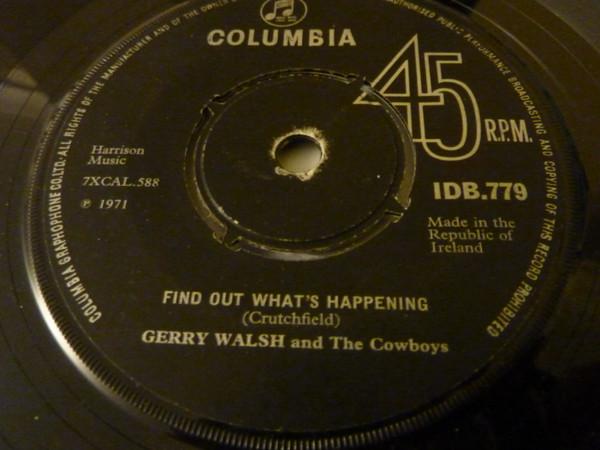 COLUMBIA GRAPHOPHONE CO.LTD. ALL RIGHTS OF THE MANUFACTURER AND OF THE OWNER
AUTHORISED PUBLIC PERFORMANCE BROADCASTING AND COPYING OF THIS RECORD PROHIBITED
COLUMBIA
45 R.P.M.
Harrison
Music
7XCAL.588
℗ 1971
IDB.779
Made in the
Republic of
Ireland
FIND OUT WHAT'S HAPPENING
(Crutchfield)
GERRY WALSH and The Cowboys